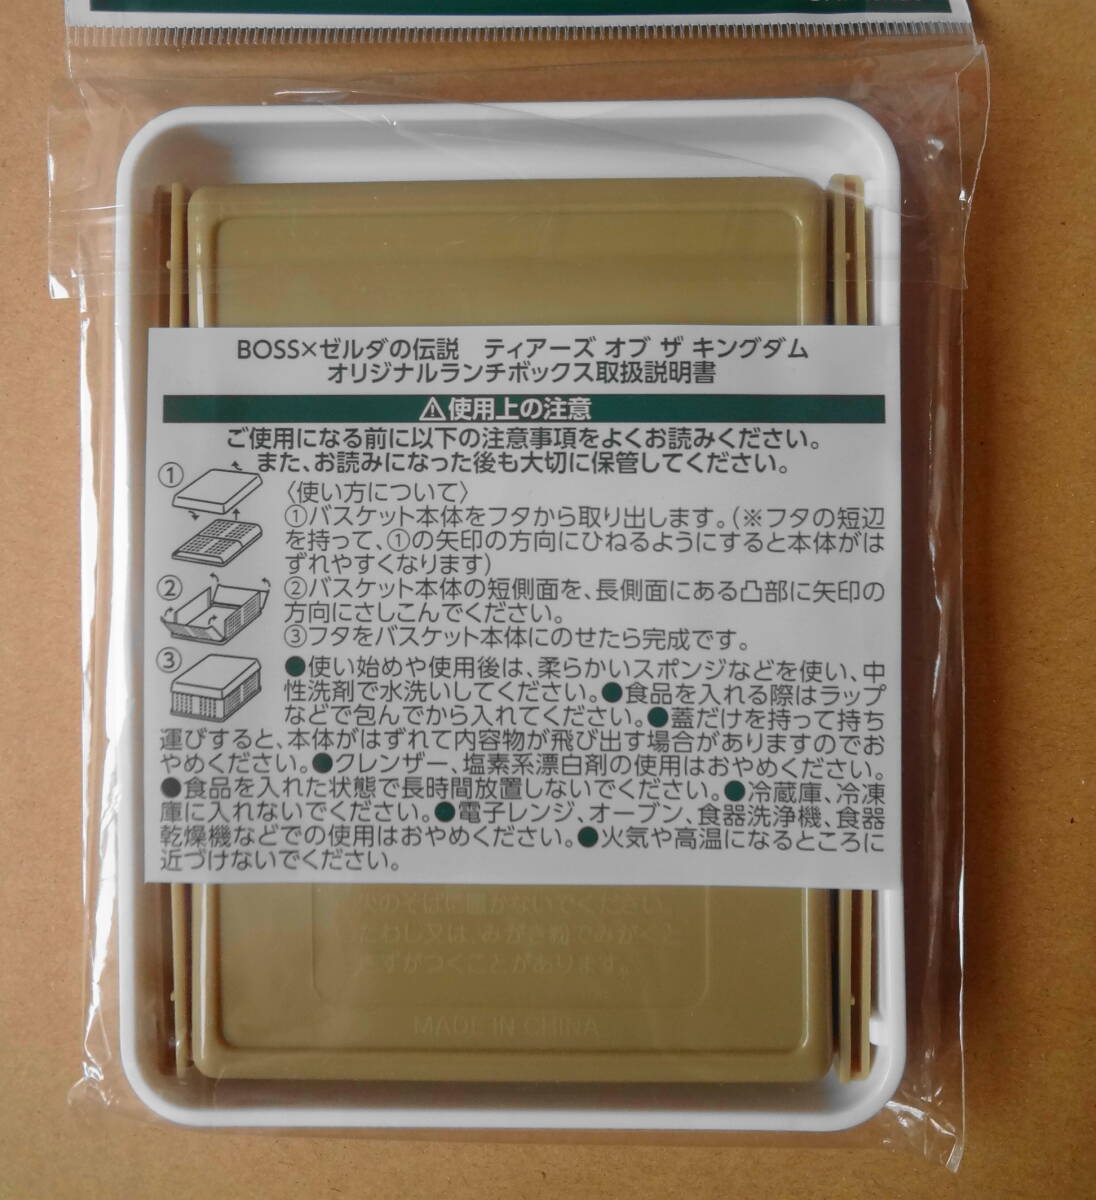 BOSS×ゼルダの伝説 ティアーズ オブ ザ キングダム
オリジナルランチボックス取扱説明書
⚠使用上の注意
ご使用になる前に以下の注意事項をよくお読みください。
また、お読みになった後も大切に保管してください。
①
〈使い方について〉
①バスケット本体をフタから取り出します。(※フタの短辺
を持って、①の矢印の方向にひねるようにすると本体がは
ずれやすくなります)
②
②バスケット本体の短側面を、長側面にある凸部に矢印の
方向にさしこんでください。
③フタをバスケット本体にのせたら完成です。
③
●使い始めや使用後は、柔らかいスポンジなどを使い、中
性洗剤で水洗いしてください。●食品を入れる際はラップ
などで包んでから入れてください。●蓋だけを持って持ち
運びすると、本体がはずれて内容物が飛び出す場合がありますのでお
やめください。●クレンザー、塩素系漂白剤の使用はおやめください。
●食品を入れた状態で長時間放置しないでください。●冷蔵庫、冷凍
庫に入れないでください。●電子レンジ、オーブン、食器洗浄機、食器
乾燥機などでの使用はおやめください。●火気や高温になるところに
近づけないでください。
火のそばに置かないでください。
たわし又は、みがき粉でみがくと
きずがつくことがあります。
MADE IN CHINA